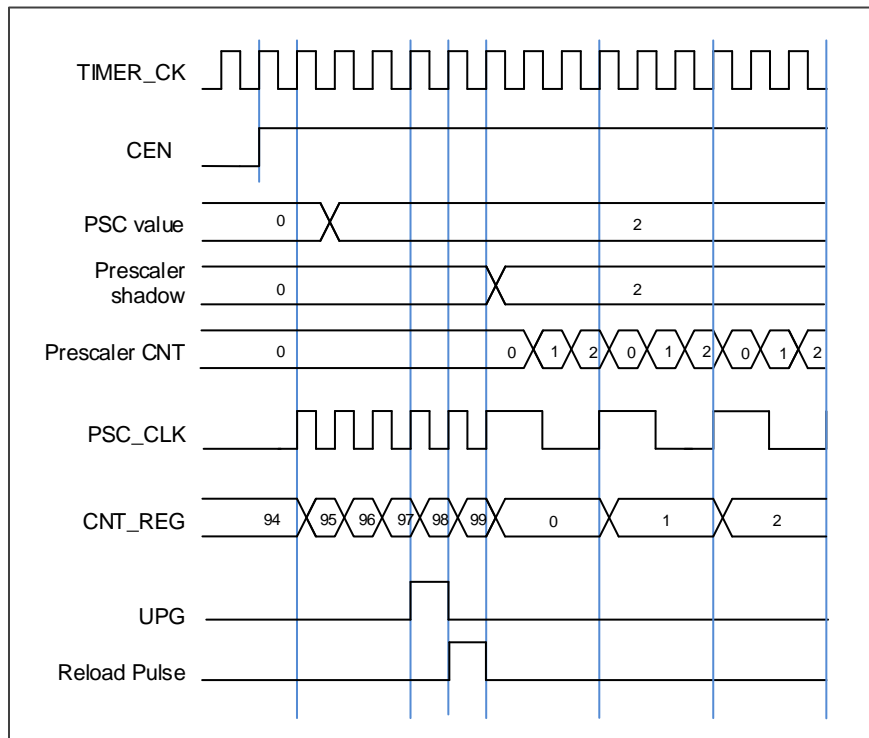 TIMER_CK
CEN
PSC value 0 2
Prescaler
shadow 0 2
Prescaler CNT 0 0 1 2 0 1 2 0 1 2
PSC_CLK
CNT_REG 94 95 96 97 98 99 0 1 2
UPG
Reload Pulse